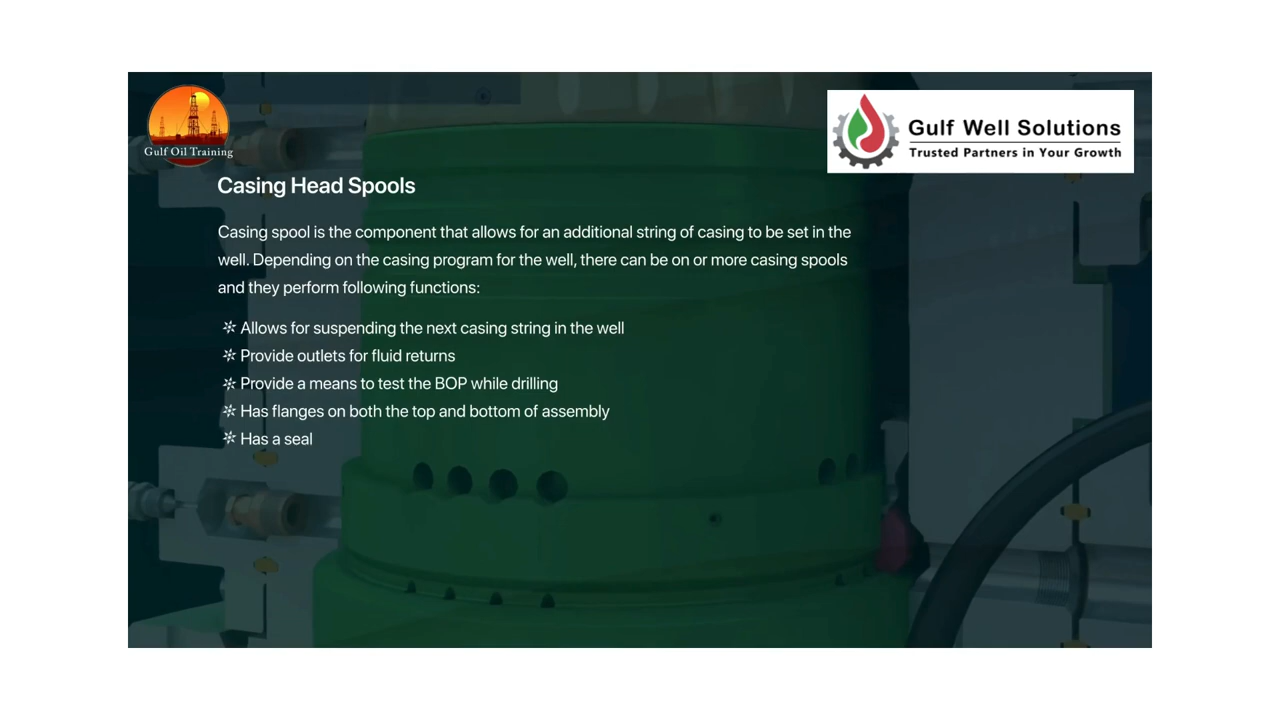 Gulf Oil Training
Gulf Well Solutions
Trusted Partners in Your Growth
Casing Head Spools
Casing spool is the component that allows for an additional string of casing to be set in the
well. Depending on the casing program for the well, there can be on or more casing spools
and they perform following functions:
✲ Allows for suspending the next casing string in the well
✲ Provide outlets for fluid returns
✲ Provide a means to test the BOP while drilling
✲ Has flanges on both the top and bottom of assembly
✲ Has a seal